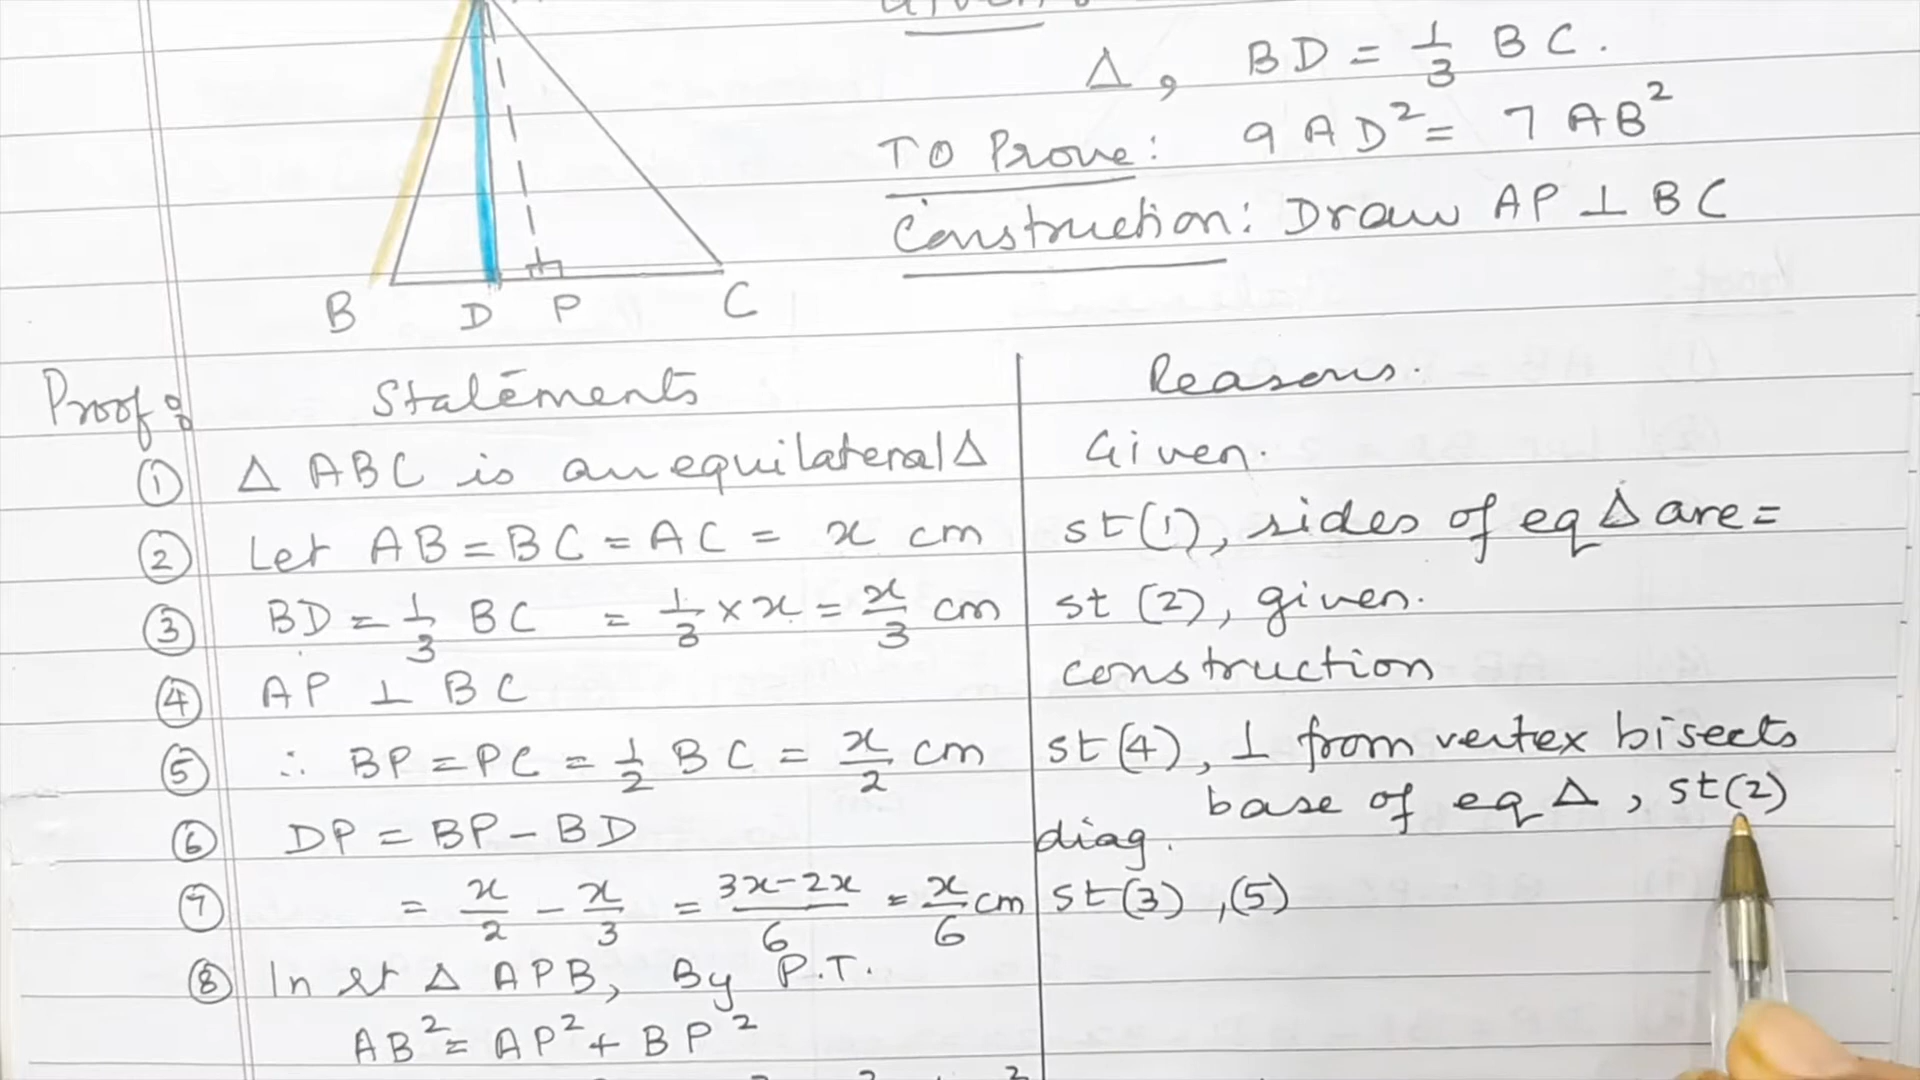 Δ, BD = 1/3 BC.
To Prove: 9AD² = 7AB²
Construction: Draw AP ⊥ BC
B D P C
Proof: Statements Reasons.
① Δ ABC is an equilateral Δ Given.
② Let AB = BC = AC = x cm st(1), sides of eq Δ are =
③ BD = 1/3 BC = 1/3 × x = x/3 cm st (2), given.
④ AP ⊥ BC construction
⑤ ∴ BP = PC = 1/2 BC = x/2 cm st(4), ⊥ from vertex bisects
base of eq Δ, st(2)
⑥ DP = BP - BD diag.
⑦ = x/2 - x/3 = 3x-2x/6 = x/6 cm st(3), (5)
⑧ In rt Δ APB, By P.T.
AB² = AP² + BP²